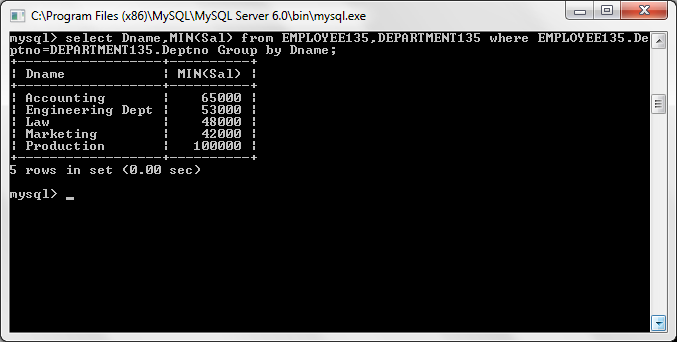 C:\Program Files (x86)\MySQL\MySQL Server 6.0\bin\mysql.exe
mysql> select Dname,MIN(Sal) from EMPLOYEE135,DEPARTMENT135 where EMPLOYEE135.De
ptno=DEPARTMENT135.Deptno Group by Dname;
+------------------+----------+
| Dname            | MIN(Sal) |
+------------------+----------+
| Accounting       |    65000 |
| Engineering Dept |    53000 |
| Law              |    48000 |
| Marketing        |    42000 |
| Production       |   100000 |
+------------------+----------+
5 rows in set (0.00 sec)
mysql> _